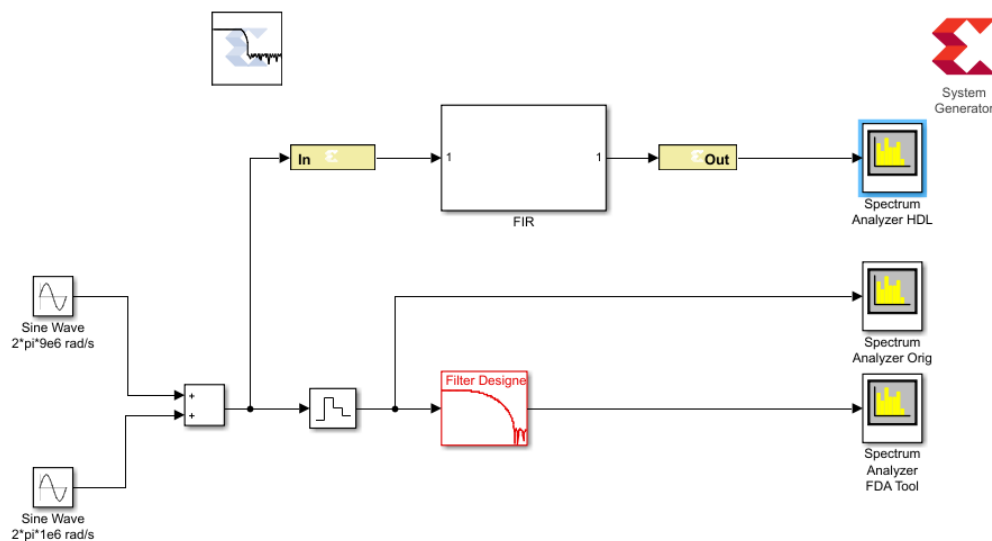 System
Generator
In
1
1
Out
FIR
Spectrum
Analyzer HDL
Sine Wave
2*pi*9e6 rad/s
Spectrum
Analyzer Orig
+
+
Filter Designe
Spectrum
Analyzer
FDA Tool
Sine Wave
2*pi*1e6 rad/s